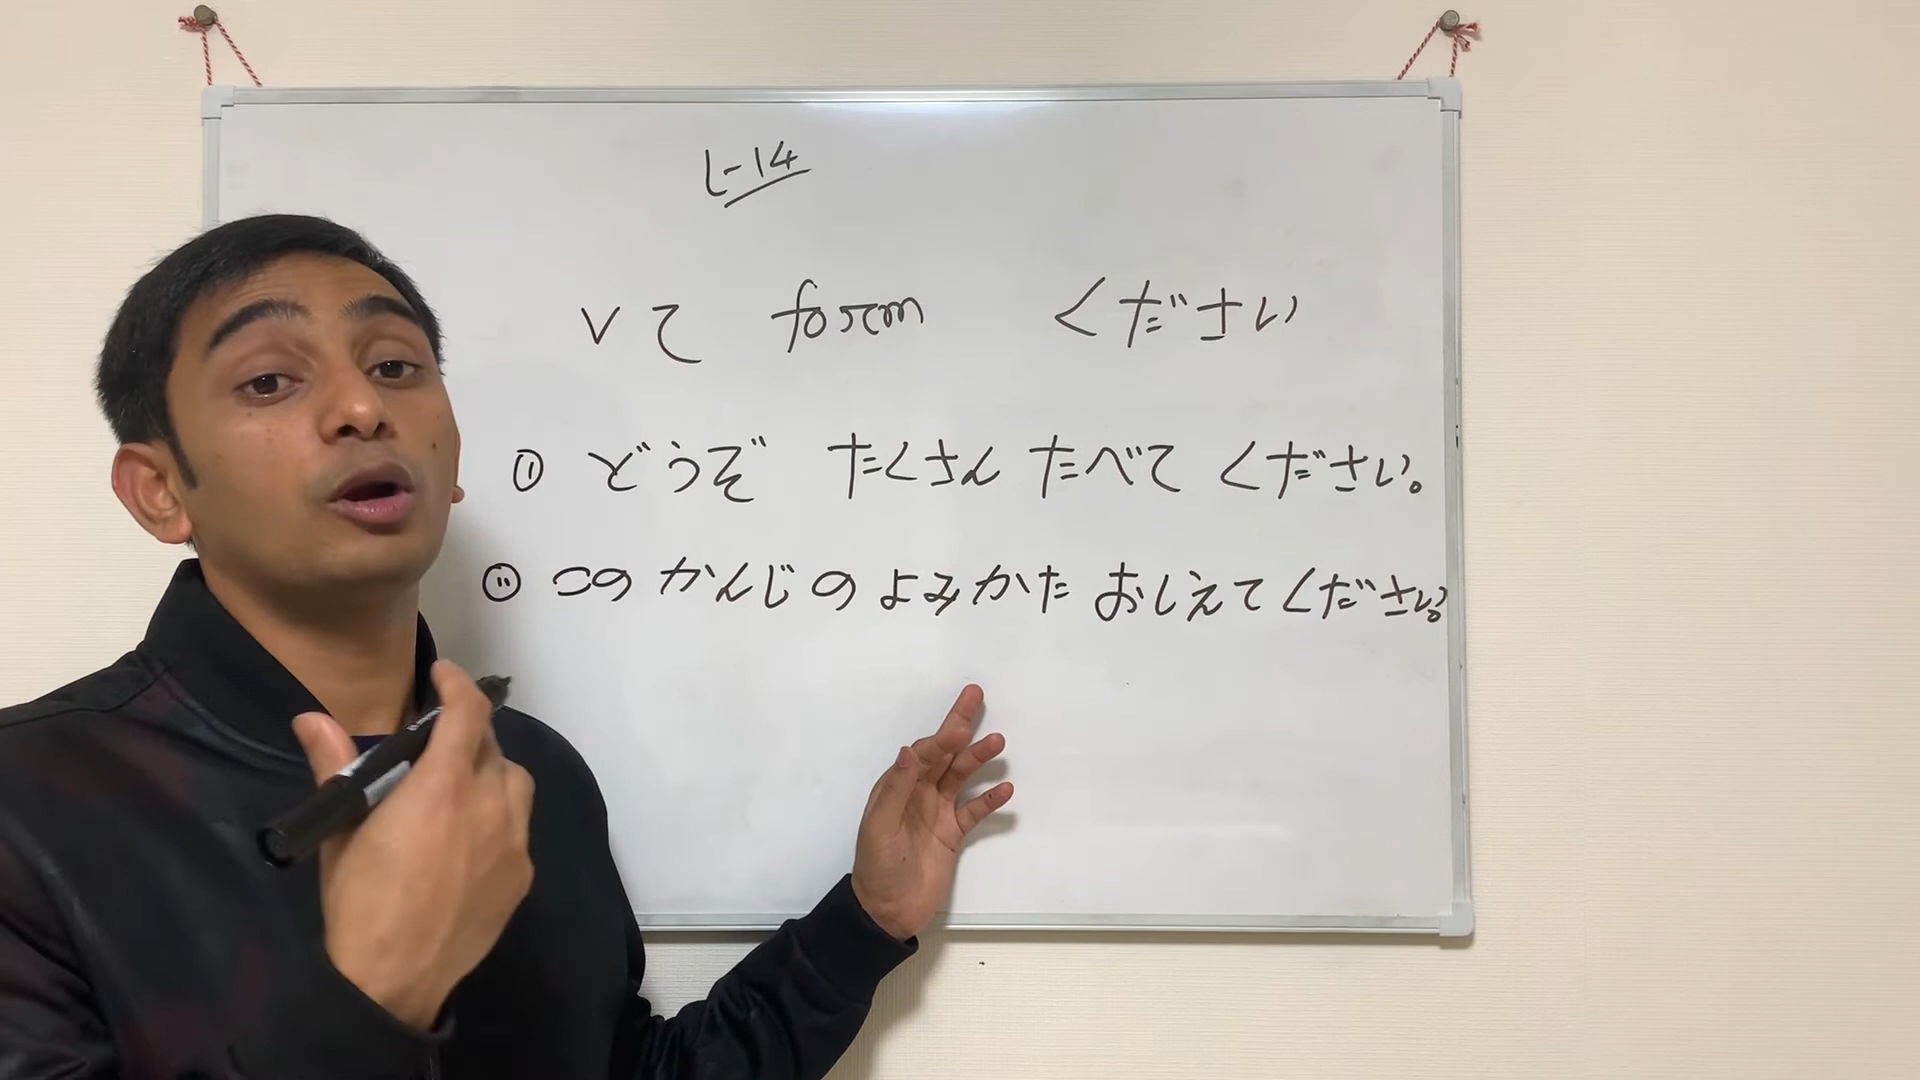 L-14
Vて form ください
① どうぞ たくさん たべて ください。
② この かんじ の よみかた おしえて ください。